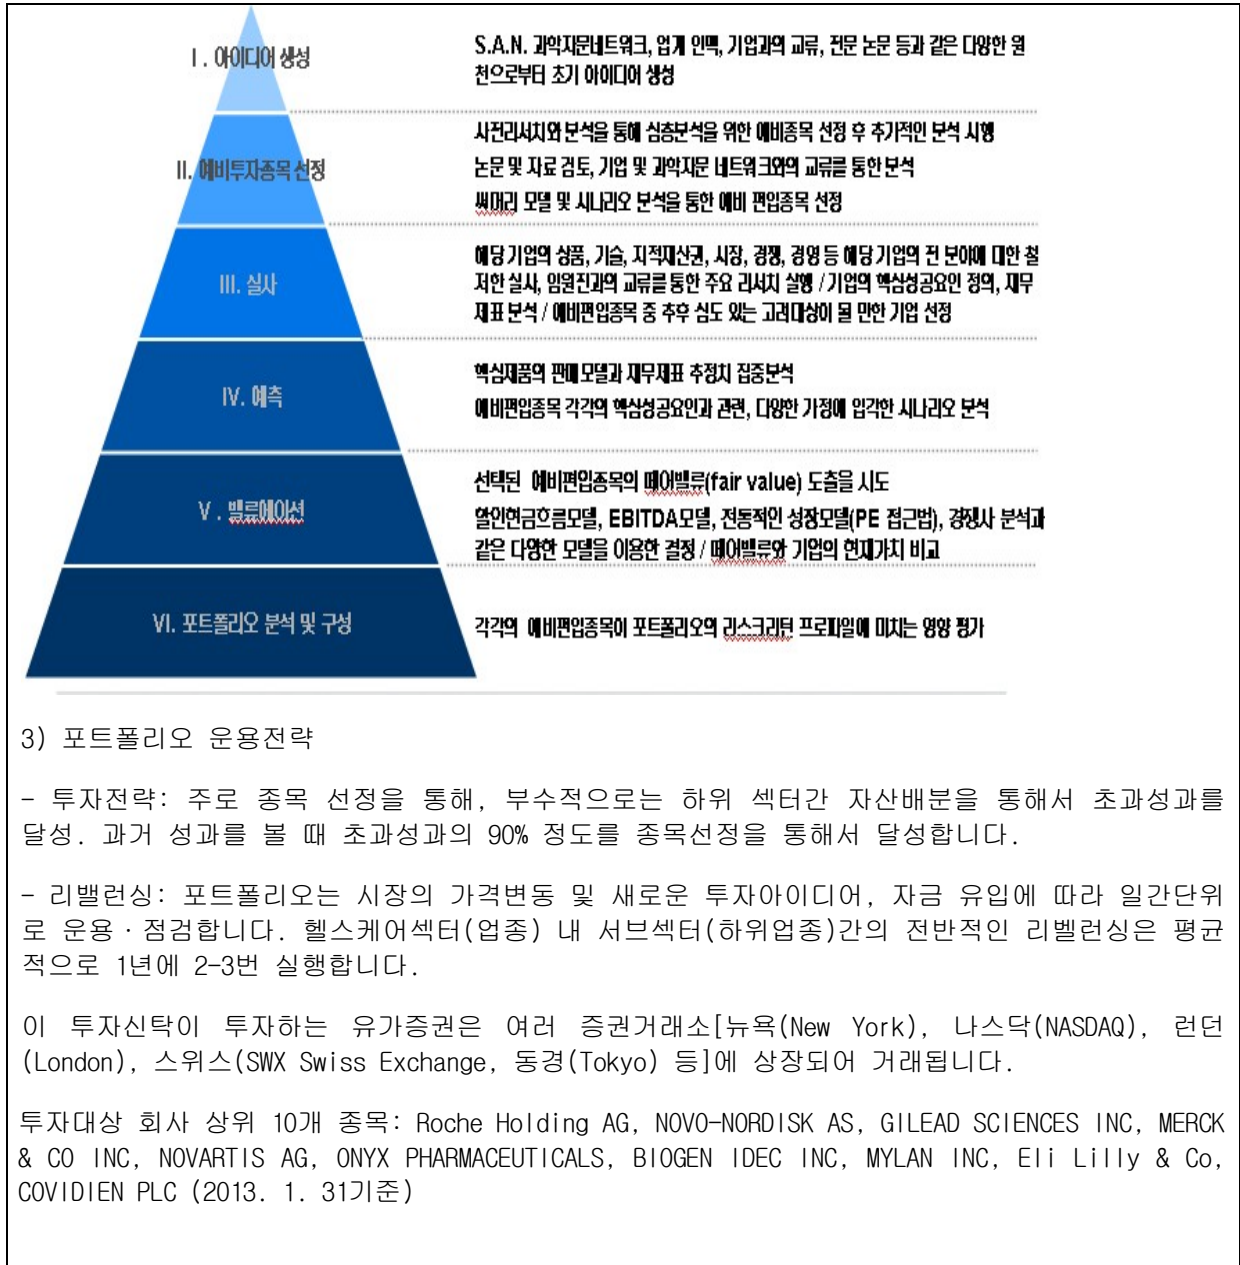 I . 아이디어 생성
S.A.N. 과학자문네트워크, 업계 인맥, 기업과의 교류, 전문 논문 등과 같은 다양한 원
천으로부터 초기 아이디어 생성
II. 예비투자종목 선정
사전리서치와 분석을 통해 심층분석을 위한 예비종목 선정 후 추가적인 분석 시행
논문 및 자료 검토, 기업 및 과학자문 네트워크와의 교류를 통한 분석
써머리 모델 및 시나리오 분석을 통한 예비 편입종목 선정
III. 실사
해당 기업의 상품, 기술, 지적재산권, 시장, 경쟁, 경영 등 해당 기업의 전 분야에 대한 철
저한 실사, 임원진과의 교류를 통한 주요 리서치 실행 / 기업의 핵심성공요인 정의, 재무
제표 분석 / 예비편입종목 중 추후 심도 있는 고려대상이 될 만한 기업 선정
IV. 예측
핵심제품의 판매모델과 재무제표 추정치 집중분석
예비편입종목 각각의 핵심성공요인과 관련, 다양한 가정에 입각한 시나리오 분석
V . 밸류에이션
선택된 예비편입종목의 페어밸류(fair value) 도출을 시도
할인현금흐름모델, EBITDA모델, 전통적인 성장모델(PE 접근법), 경쟁사 분석과
같은 다양한 모델을 이용한 결정 / 페어밸류와 기업의 현재가치 비교
VI. 포트폴리오 분석 및 구성
각각의 예비편입종목이 포트폴리오의 리스크리턴 프로파일에 미치는 영향 평가
3) 포트폴리오 운용전략
- 투자전략: 주로 종목 선정을 통해, 부수적으로는 하위 섹터간 자산배분을 통해서 초과성과를
달성. 과거 성과를 볼 때 초과성과의 90% 정도를 종목선정을 통해서 달성합니다.
- 리밸런싱: 포트폴리오는 시장의 가격변동 및 새로운 투자아이디어, 자금 유입에 따라 일간단위
로 운용·점검합니다. 헬스케어섹터(업종) 내 서브섹터(하위업종)간의 전반적인 리벨런싱은 평균
적으로 1년에 2-3번 실행합니다.
이 투자신탁이 투자하는 유가증권은 여러 증권거래소[뉴욕(New York), 나스닥(NASDAQ), 런던
(London), 스위스(SWX Swiss Exchange, 동경(Tokyo) 등]에 상장되어 거래됩니다.
투자대상 회사 상위 10개 종목: Roche Holding AG, NOVO-NORDISK AS, GILEAD SCIENCES INC, MERCK
& CO INC, NOVARTIS AG, ONYX PHARMACEUTICALS, BIOGEN IDEC INC, MYLAN INC, Eli Lilly & Co,
COVIDIEN PLC (2013. 1. 31기준)